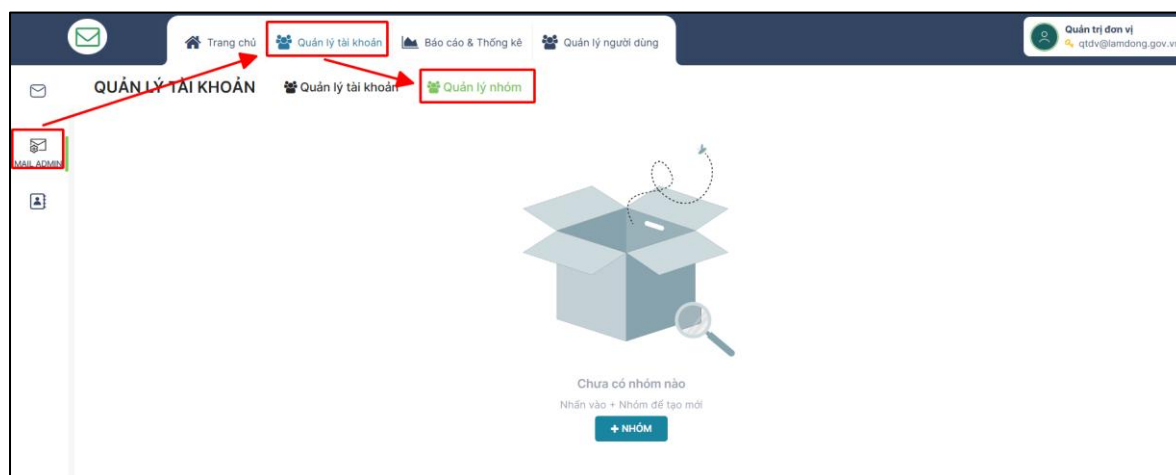 Trang chủ
Quản lý tài khoản
Báo cáo & Thống kê
Quản lý người dùng
Quản trị đơn vị
qtdv@lamdong.gov.vn
QUẢN LÝ TÀI KHOẢN
Quản lý tài khoản
Quản lý nhóm
MAIL ADMIN
Chưa có nhóm nào
Nhấn vào + Nhóm để tạo mới
+ NHÓM